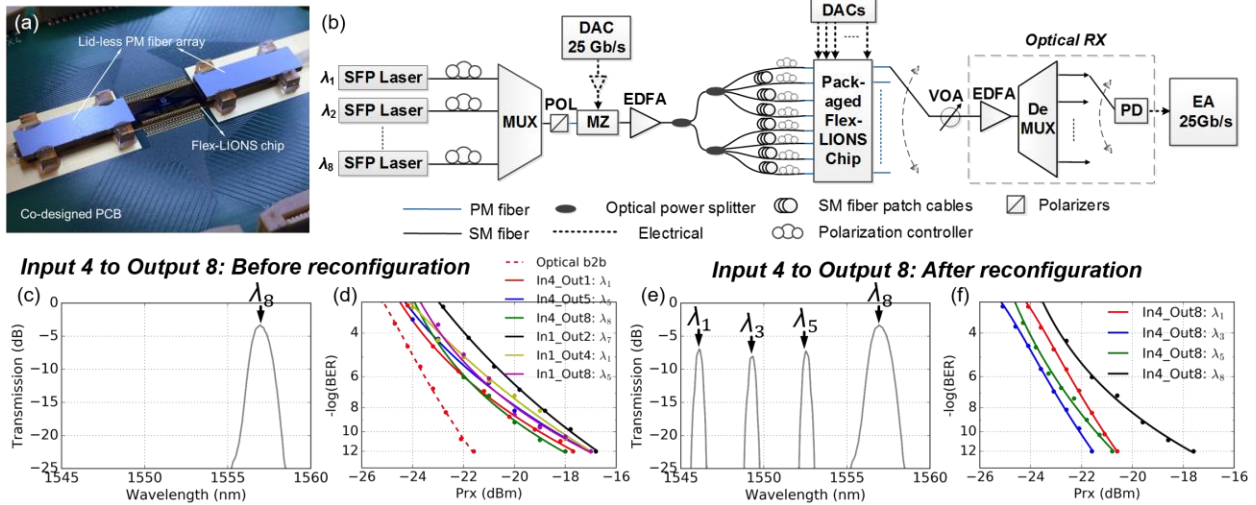 (a)
Lid-less PM fiber array
Flex-LIONS chip
Co-designed PCB
(b)
λ1 SFP Laser
λ2 SFP Laser
λ8 SFP Laser
MUX
POL
DAC
25 Gb/s
MZ
EDFA
DACs
Pack-
aged
Flex-
LIONS
Chip
Optical RX
VOA
EDFA
De
MUX
PD
EA
25Gb/s
PM fiber
Optical power splitter
SM fiber patch cables
Polarizers
SM fiber
Electrical
Polarization controller
Input 4 to Output 8: Before reconfiguration
(c)
λ8
Transmission (dB)
0
−5
−10
−15
−20
−25
1545 1550 1555 1560
Wavelength (nm)
(d)
Optical b2b
In4_Out1: λ1
In4_Out5: λ5
In4_Out8: λ8
In1_Out2: λ7
In1_Out4: λ1
In1_Out8: λ5
-log(BER)
4
6
8
10
12
−26 −24 −22 −20 −18 −16
Prx (dBm)
Input 4 to Output 8: After reconfiguration
(e)
λ1 λ3 λ5 λ8
Transmission (dB)
0
−5
−10
−15
−20
−25
1545 1550 1555 1560
Wavelength (nm)
(f)
In4_Out8: λ1
In4_Out8: λ3
In4_Out8: λ5
In4_Out8: λ8
-log(BER)
4
6
8
10
12
−26 −24 −22 −20 −18 −16
Prx (dBm)